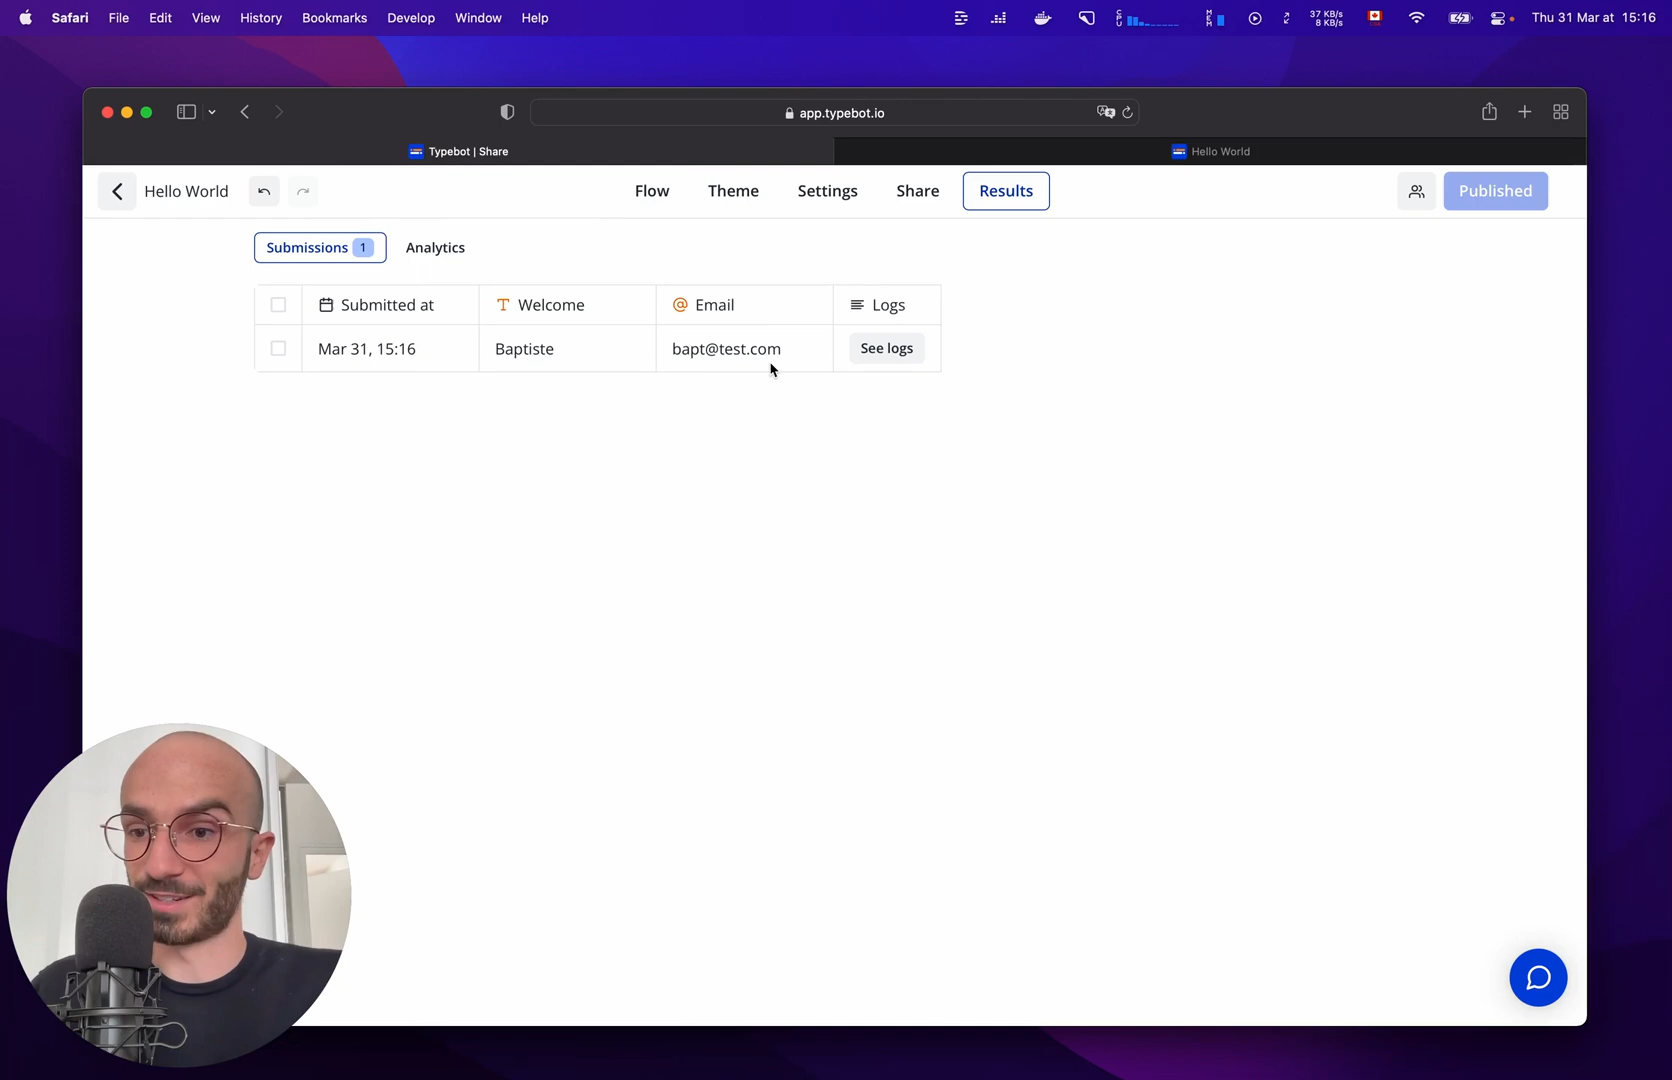 Safari File Edit View History Bookmarks Develop Window Help CPU MEM 37 KB/s 8 KB/s Thu 31 Mar at 15:16
app.typebot.io
Typebot | Share Hello World
Hello World Flow Theme Settings Share Results Published
Submissions 1 Analytics
Submitted at Welcome Email Logs
Mar 31, 15:16 Baptiste bapt@test.com See logs